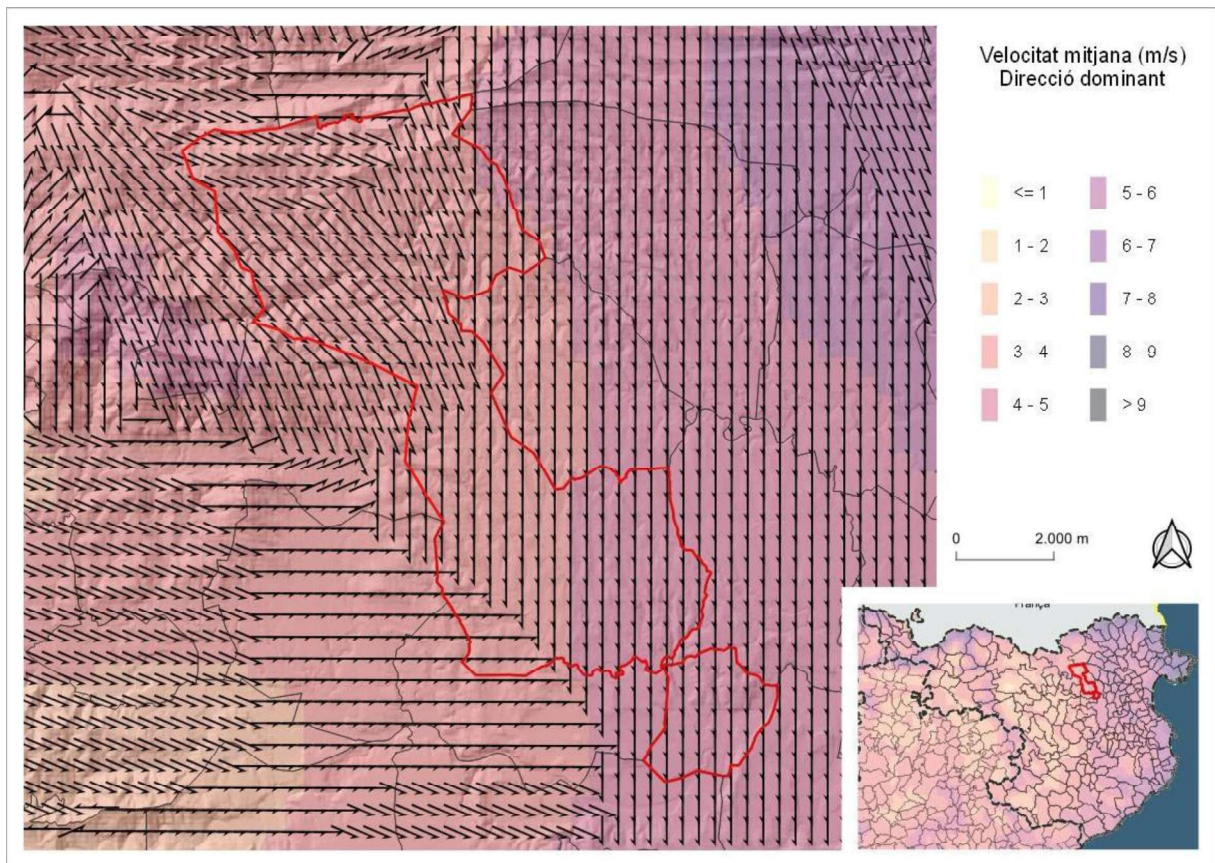 Velocitat mitjana (m/s)
Direcció dominant
<= 1
1 - 2
2 - 3
3 - 4
4 - 5
5 - 6
6 - 7
7 - 8
8 - 9
> 9
0
2.000 m
França